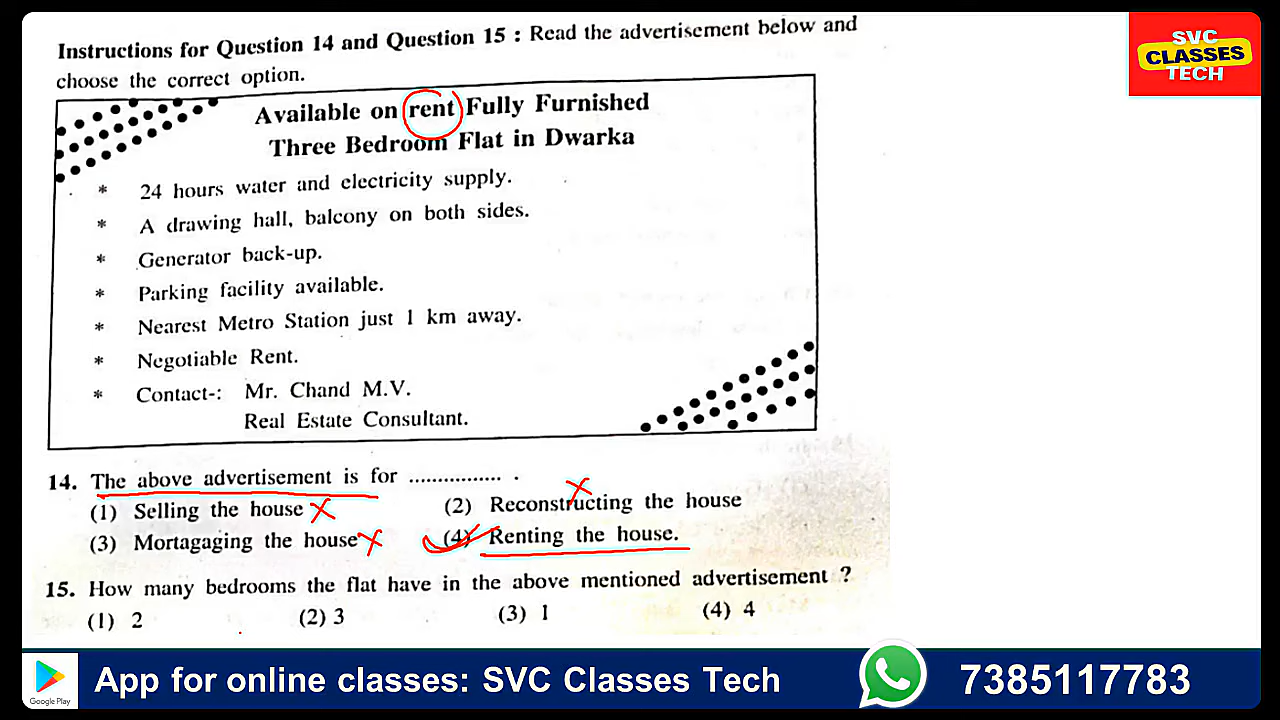 Instructions for Question 14 and Question 15 : Read the advertisement below and
choose the correct option.
SVC
CLASSES
TECH
Available on rent Fully Furnished
Three Bedroom Flat in Dwarka
* 24 hours water and electricity supply.
* A drawing hall, balcony on both sides.
* Generator back-up.
* Parking facility available.
* Nearest Metro Station just 1 km away.
* Negotiable Rent.
* Contact-: Mr. Chand M.V.
Real Estate Consultant.
14. The above advertisement is for ................ .
(1) Selling the house (2) Reconstructing the house
(3) Mortagaging the house (4) Renting the house.
15. How many bedrooms the flat have in the above mentioned advertisement ?
(1) 2 (2) 3 (3) 1 (4) 4
Google Play
App for online classes: SVC Classes Tech
7385117783